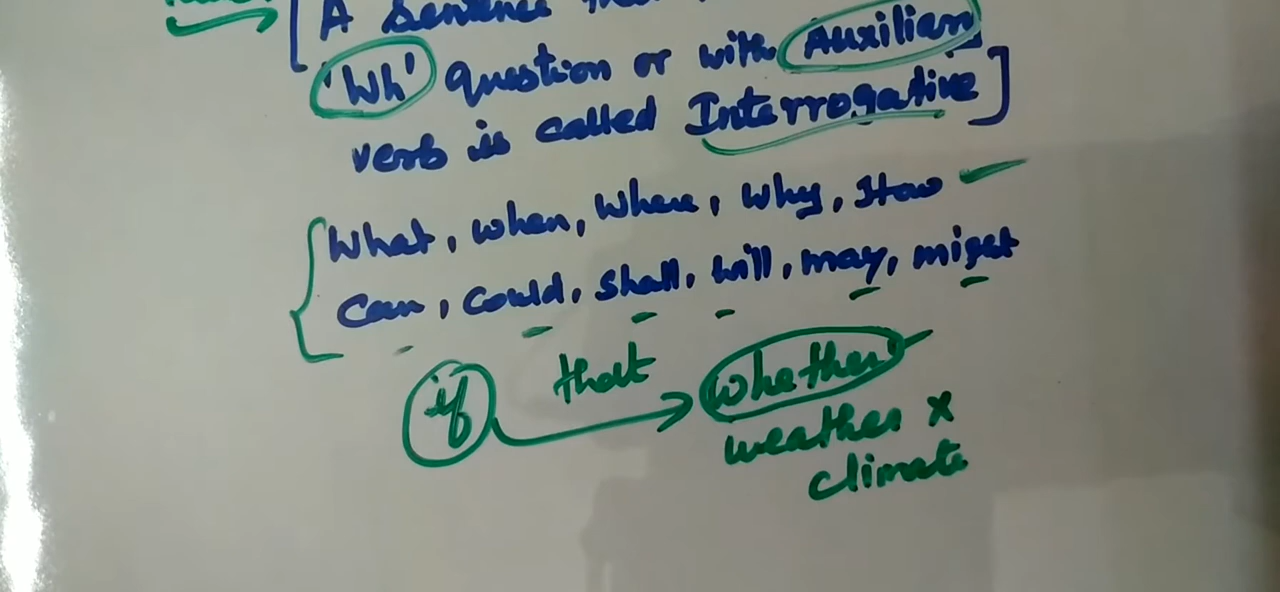 A Sentence
'Wh' question or with Auxiliary
verb is called Interrogative]
What, when, Where, Why, How
Can, Could, Shall, Will, may, might
if that whether
weather x
climate